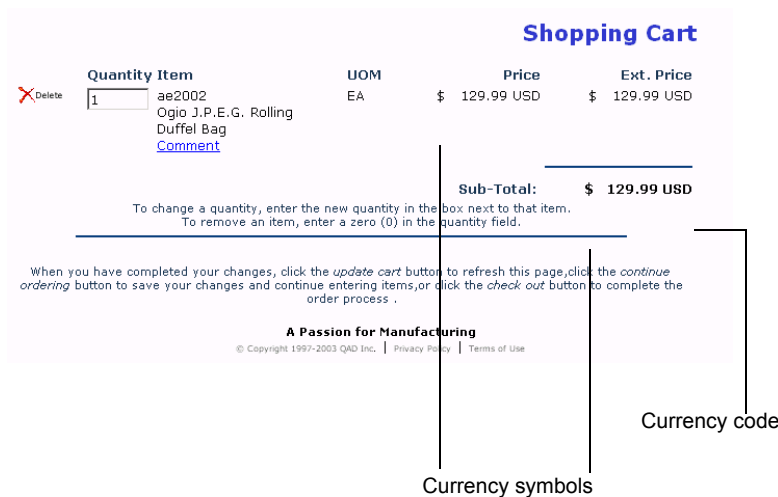 Shopping Cart
Quantity Item UOM Price Ext. Price
Delete 1 ae2002 EA $ 129.99 USD $ 129.99 USD
Ogio J.P.E.G. Rolling
Duffel Bag
Comment
Sub-Total: $ 129.99 USD
To change a quantity, enter the new quantity in the box next to that item.
To remove an item, enter a zero (0) in the quantity field.
When you have completed your changes, click the update cart button to refresh this page,click the continue
ordering button to save your changes and continue entering items,or click the check out button to complete the
order process .
A Passion for Manufacturing
© Copyright 1997-2003 QAD Inc. | Privacy Policy | Terms of Use
Currency code
Currency symbols